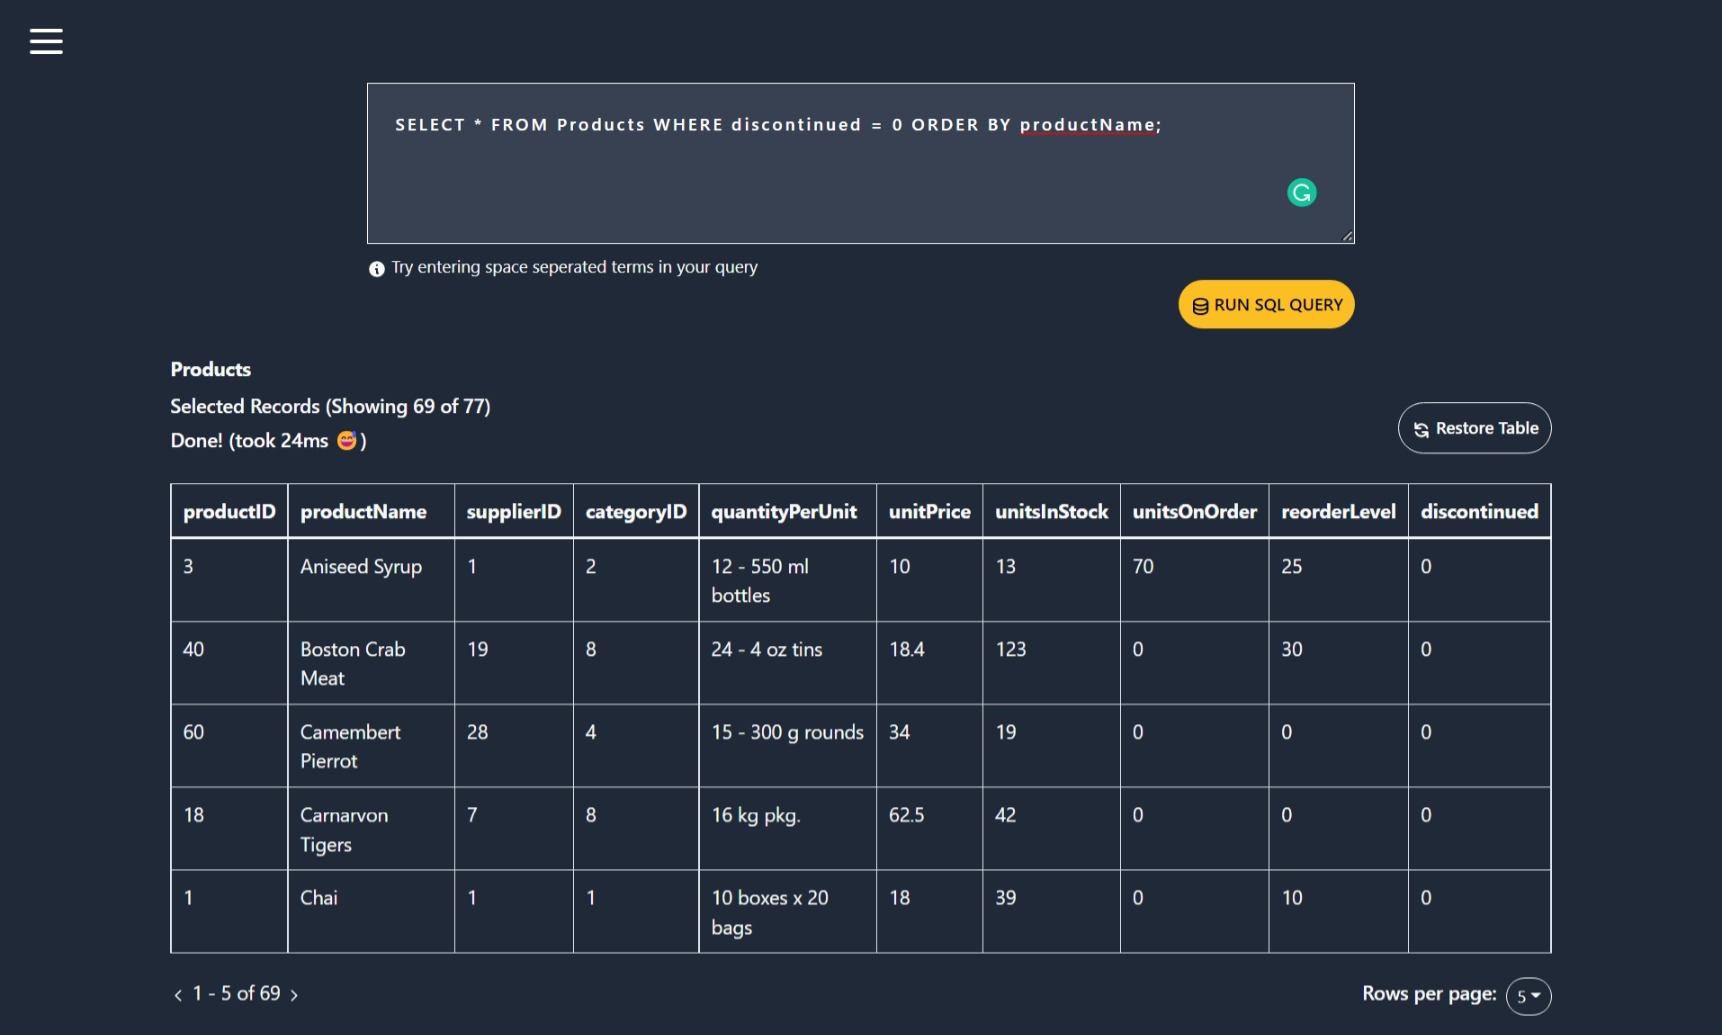 SELECT * FROM Products WHERE discontinued = 0 ORDER BY productName;
Try entering space seperated terms in your query
RUN SQL QUERY
Products
Selected Records (Showing 69 of 77)
Done! (took 24ms 😅)
Restore Table
productID productName supplierID categoryID quantityPerUnit unitPrice unitsInStock unitsOnOrder reorderLevel discontinued
3 Aniseed Syrup 1 2 12 - 550 ml bottles 10 13 70 25 0
40 Boston Crab Meat 19 8 24 - 4 oz tins 18.4 123 0 30 0
60 Camembert Pierrot 28 4 15 - 300 g rounds 34 19 0 0 0
18 Carnarvon Tigers 7 8 16 kg pkg. 62.5 42 0 0 0
1 Chai 1 1 10 boxes x 20 bags 18 39 0 10 0
‹ 1 - 5 of 69 ›
Rows per page: 5